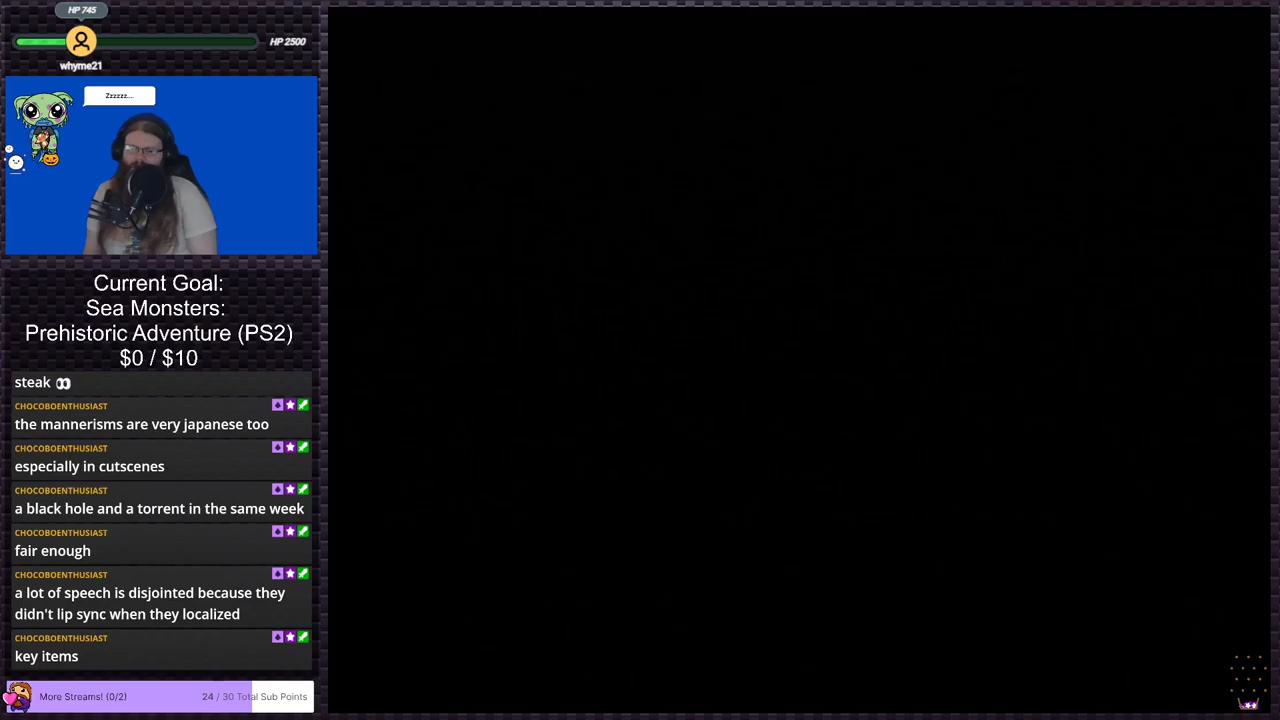 HP 745
HP 2500
whyme21
Zzzzzz....
Current Goal:
Sea Monsters:
Prehistoric Adventure (PS2)
$0 / $10
steak 👀
CHOCOBOENTHUSIAST
the mannerisms are very japanese too
CHOCOBOENTHUSIAST
especially in cutscenes
CHOCOBOENTHUSIAST
a black hole and a torrent in the same week
CHOCOBOENTHUSIAST
fair enough
CHOCOBOENTHUSIAST
a lot of speech is disjointed because they
didn't lip sync when they localized
CHOCOBOENTHUSIAST
key items
More Streams! (0/2)
24 / 30 Total Sub Points